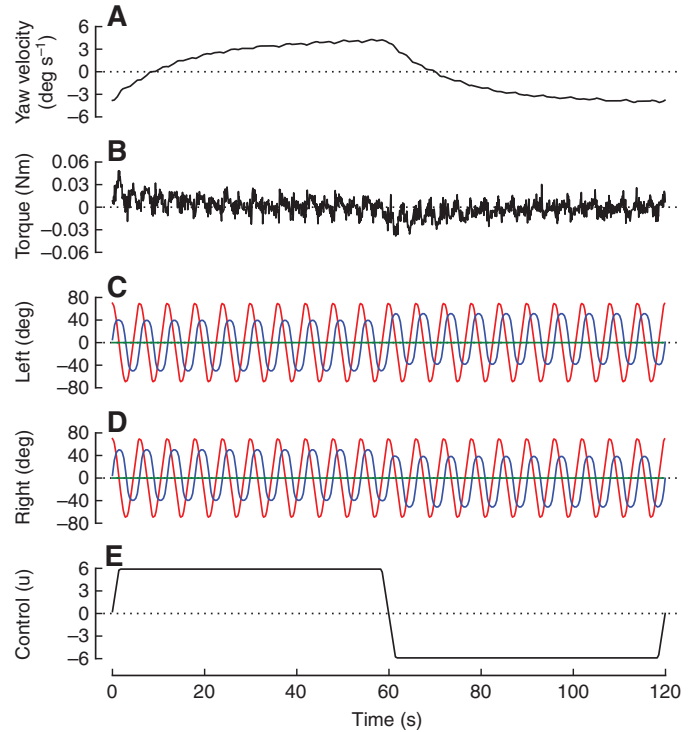 A
Yaw velocity
(deg s–1)
6
3
0
–3
–6
B
Torque (Nm)
0.06
0.03
0
–0.03
–0.06
C
Left (deg)
80
40
0
–40
–80
D
Right (deg)
80
40
0
–40
–80
E
Control (u)
6
3
0
–3
–6
0 20 40 60 80 100 120
Time (s)